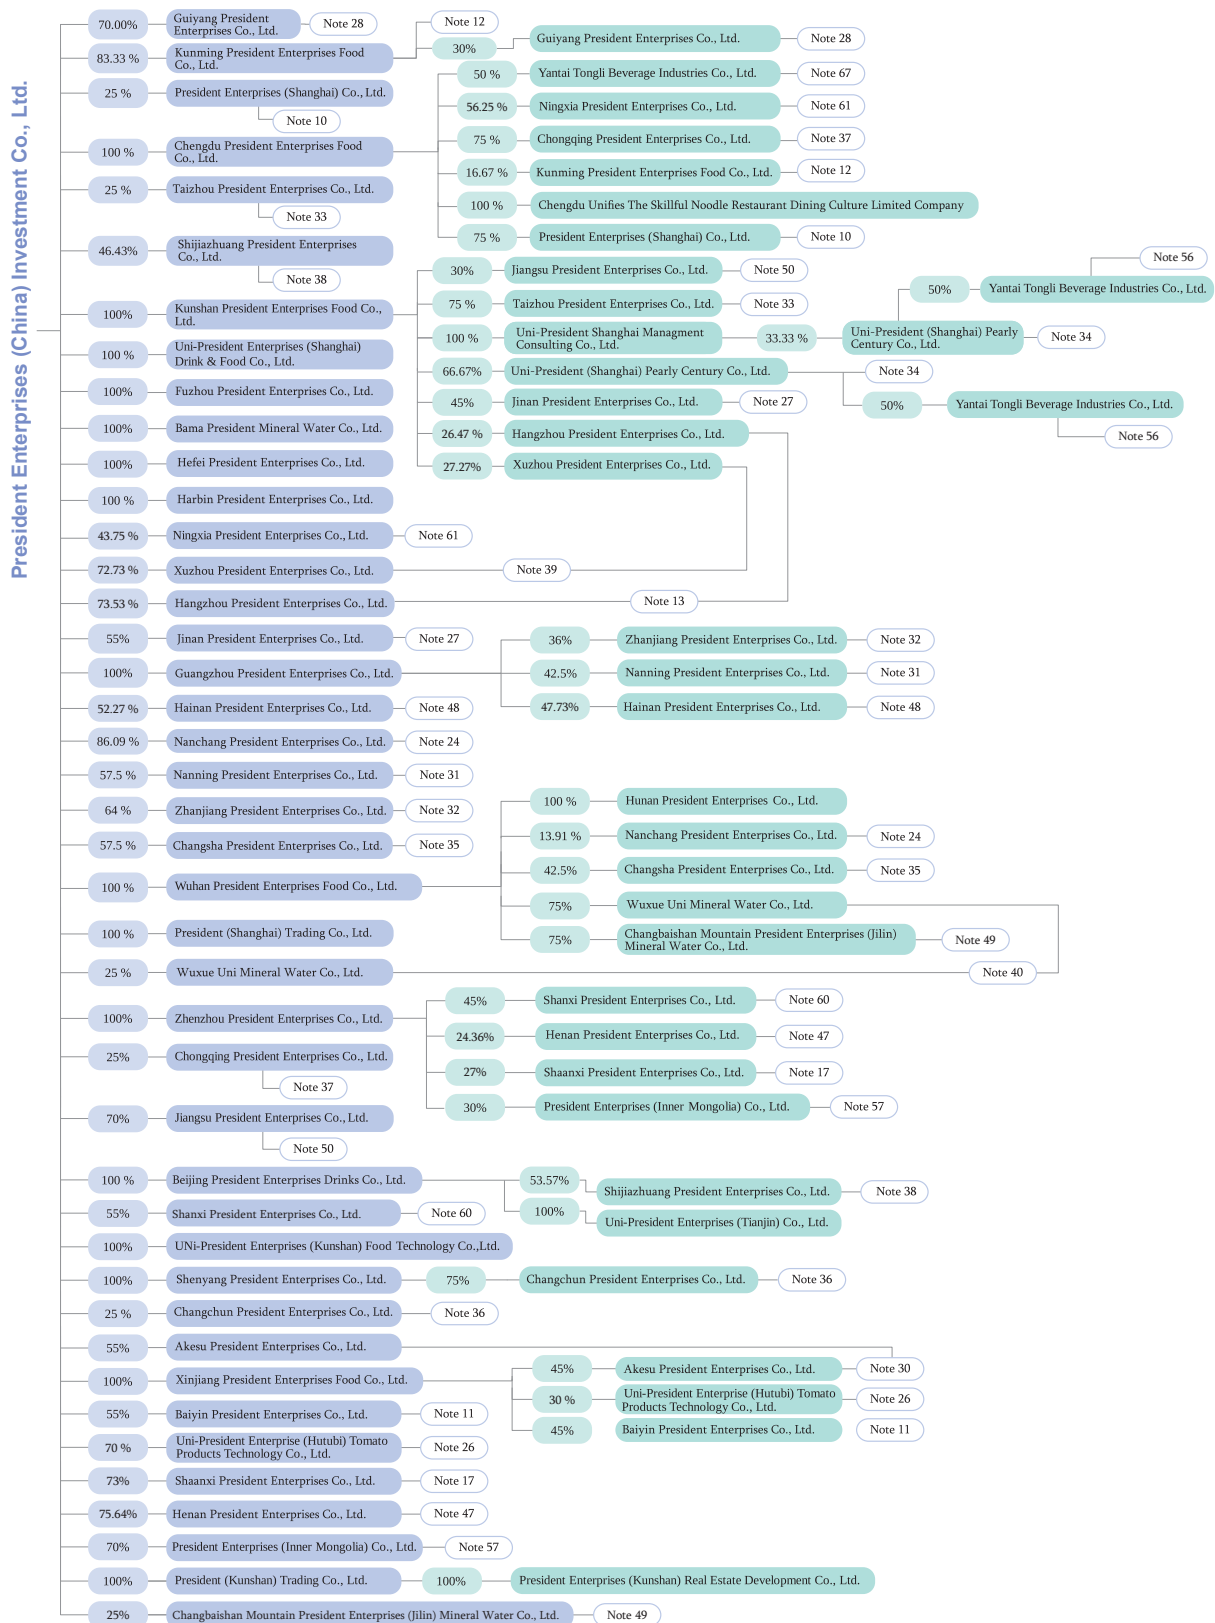 President Enterprises (China) Investment Co., Ltd.
70.00%
Guiyang President
Enterprises Co., Ltd.
Note 28
83.33 %
Kunming President Enterprises Food
Co., Ltd.
Note 12
30%
Guiyang President Enterprises Co., Ltd.
Note 28
25 %
President Enterprises (Shanghai) Co., Ltd.
Note 10
100 %
Chengdu President Enterprises Food
Co., Ltd.
50 %
Yantai Tongli Beverage Industries Co., Ltd.
Note 67
56.25 %
Ningxia President Enterprises Co., Ltd.
Note 61
75 %
Chongqing President Enterprises Co., Ltd.
Note 37
16.67 %
Kunming President Enterprises Food Co., Ltd.
Note 12
100 %
Chengdu Unifies The Skillful Noodle Restaurant Dining Culture Limited Company
75 %
President Enterprises (Shanghai) Co., Ltd.
Note 10
25 %
Taizhou President Enterprises Co., Ltd.
Note 33
46.43%
Shijiazhuang President Enterprises
Co., Ltd.
Note 38
100%
Kunshan President Enterprises Food Co.,
Ltd.
30%
Jiangsu President Enterprises Co., Ltd.
Note 50
75 %
Taizhou President Enterprises Co., Ltd.
Note 33
100 %
Uni-President Shanghai Managment
Consulting Co., Ltd.
33.33 %
Uni-President (Shanghai) Pearly
Century Co., Ltd.
Note 34
50%
Yantai Tongli Beverage Industries Co., Ltd.
Note 56
66.67%
Uni-President (Shanghai) Pearly Century Co., Ltd.
Note 34
50%
Yantai Tongli Beverage Industries Co., Ltd.
Note 56
45%
Jinan President Enterprises Co., Ltd.
Note 27
26.47 %
Hangzhou President Enterprises Co., Ltd.
27.27%
Xuzhou President Enterprises Co., Ltd.
100 %
Uni-President Enterprises (Shanghai)
Drink & Food Co., Ltd.
100%
Fuzhou President Enterprises Co., Ltd.
100%
Bama President Mineral Water Co., Ltd.
100%
Hefei President Enterprises Co., Ltd.
100 %
Harbin President Enterprises Co., Ltd.
43.75 %
Ningxia President Enterprises Co., Ltd.
Note 61
72.73 %
Xuzhou President Enterprises Co., Ltd.
Note 39
73.53 %
Hangzhou President Enterprises Co., Ltd.
Note 13
55%
Jinan President Enterprises Co., Ltd.
Note 27
100%
Guangzhou President Enterprises Co., Ltd.
36%
Zhanjiang President Enterprises Co., Ltd.
Note 32
42.5%
Nanning President Enterprises Co., Ltd.
Note 31
47.73%
Hainan President Enterprises Co., Ltd.
Note 48
52.27 %
Hainan President Enterprises Co., Ltd.
Note 48
86.09 %
Nanchang President Enterprises Co., Ltd.
Note 24
57.5 %
Nanning President Enterprises Co., Ltd.
Note 31
64 %
Zhanjiang President Enterprises Co., Ltd.
Note 32
57.5 %
Changsha President Enterprises Co., Ltd.
Note 35
100 %
Wuhan President Enterprises Food Co., Ltd.
100 %
Hunan President Enterprises Co., Ltd.
13.91 %
Nanchang President Enterprises Co., Ltd.
Note 24
42.5%
Changsha President Enterprises Co., Ltd.
Note 35
75%
Wuxue Uni Mineral Water Co., Ltd.
75%
Changbaishan Mountain President Enterprises (Jilin)
Mineral Water Co., Ltd.
Note 49
100 %
President (Shanghai) Trading Co., Ltd.
25 %
Wuxue Uni Mineral Water Co., Ltd.
Note 40
100%
Zhenzhou President Enterprises Co., Ltd.
45%
Shanxi President Enterprises Co., Ltd.
Note 60
24.36%
Henan President Enterprises Co., Ltd.
Note 47
27%
Shaanxi President Enterprises Co., Ltd.
Note 17
30%
President Enterprises (Inner Mongolia) Co., Ltd.
Note 57
25%
Chongqing President Enterprises Co., Ltd.
Note 37
70%
Jiangsu President Enterprises Co., Ltd.
Note 50
100 %
Beijing President Enterprises Drinks Co., Ltd.
53.57%
Shijiazhuang President Enterprises Co., Ltd.
Note 38
100%
Uni-President Enterprises (Tianjin) Co., Ltd.
55%
Shanxi President Enterprises Co., Ltd.
Note 60
100%
UNi-President Enterprises (Kunshan) Food Technology Co.,Ltd.
100%
Shenyang President Enterprises Co., Ltd.
75%
Changchun President Enterprises Co., Ltd.
Note 36
25 %
Changchun President Enterprises Co., Ltd.
Note 36
55%
Akesu President Enterprises Co., Ltd.
100%
Xinjiang President Enterprises Food Co., Ltd.
45%
Akesu President Enterprises Co., Ltd.
Note 30
30 %
Uni-President Enterprise (Hutubi) Tomato
Products Technology Co., Ltd.
Note 26
45%
Baiyin President Enterprises Co., Ltd.
Note 11
55%
Baiyin President Enterprises Co., Ltd.
Note 11
70 %
Uni-President Enterprise (Hutubi) Tomato
Products Technology Co., Ltd.
Note 26
73%
Shaanxi President Enterprises Co., Ltd.
Note 17
75.64%
Henan President Enterprises Co., Ltd.
Note 47
70%
President Enterprises (Inner Mongolia) Co., Ltd.
Note 57
100%
President (Kunshan) Trading Co., Ltd.
100%
President Enterprises (Kunshan) Real Estate Development Co., Ltd.
25%
Changbaishan Mountain President Enterprises (Jilin) Mineral Water Co., Ltd.
Note 49